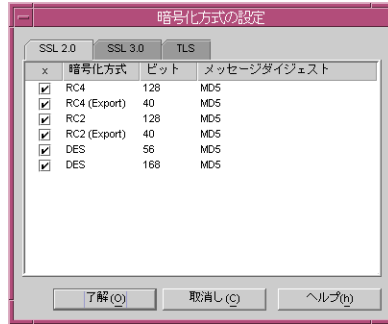 暗号化方式の設定
SSL 2.0 SSL 3.0 TLS
x 暗号化方式 ビット メッセージダイジェスト
RC4 128 MD5
RC4 (Export) 40 MD5
RC2 128 MD5
RC2 (Export) 40 MD5
DES 56 MD5
DES 168 MD5
了解(O) 取消し(C) ヘルプ(h)